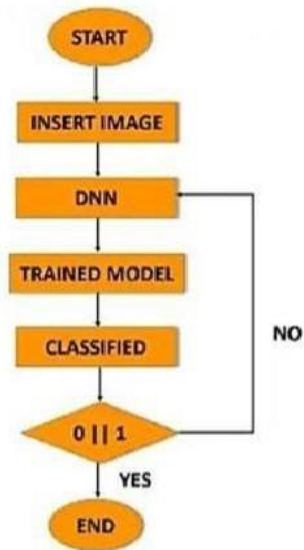 START
INSERT IMAGE
DNN
TRAINED MODEL
CLASSIFIED
NO
0 || 1
YES
END